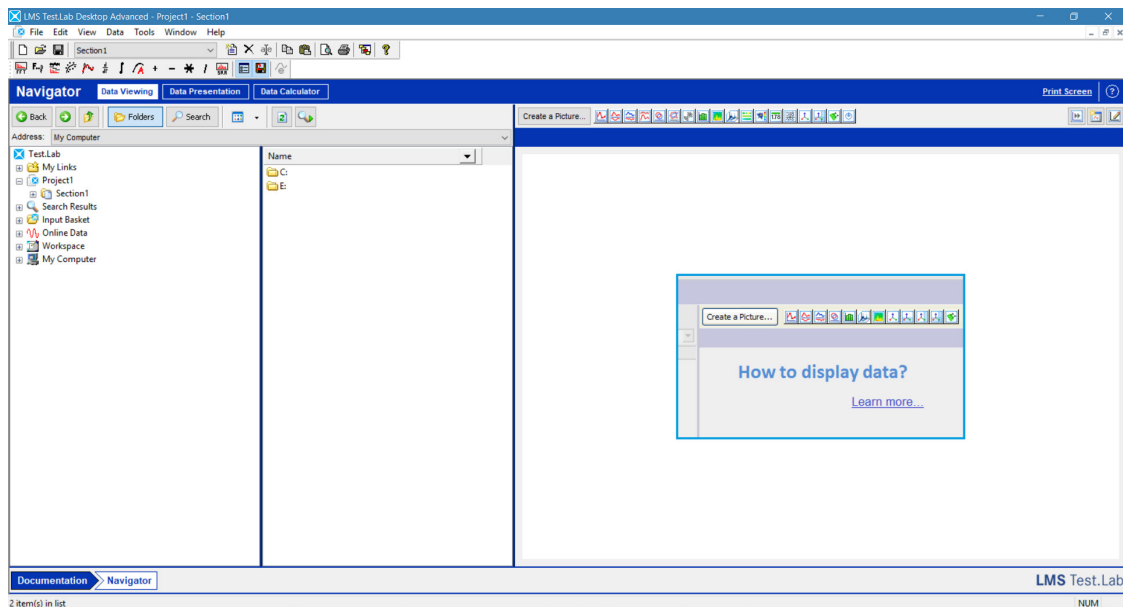 LMS Test.Lab Desktop Advanced - Project1 - Section1
File Edit View Data Tools Window Help
Section1
Navigator Data Viewing Data Presentation Data Calculator Print Screen
Back Folders Search Create a Picture...
Address: My Computer
Test.Lab
My Links
Project1
Section1
Search Results
Input Basket
Online Data
Workspace
My Computer
Name
C:
E:
Create a Picture...
How to display data?
Learn more...
Documentation Navigator LMS Test.Lab
2 item(s) in list NUM